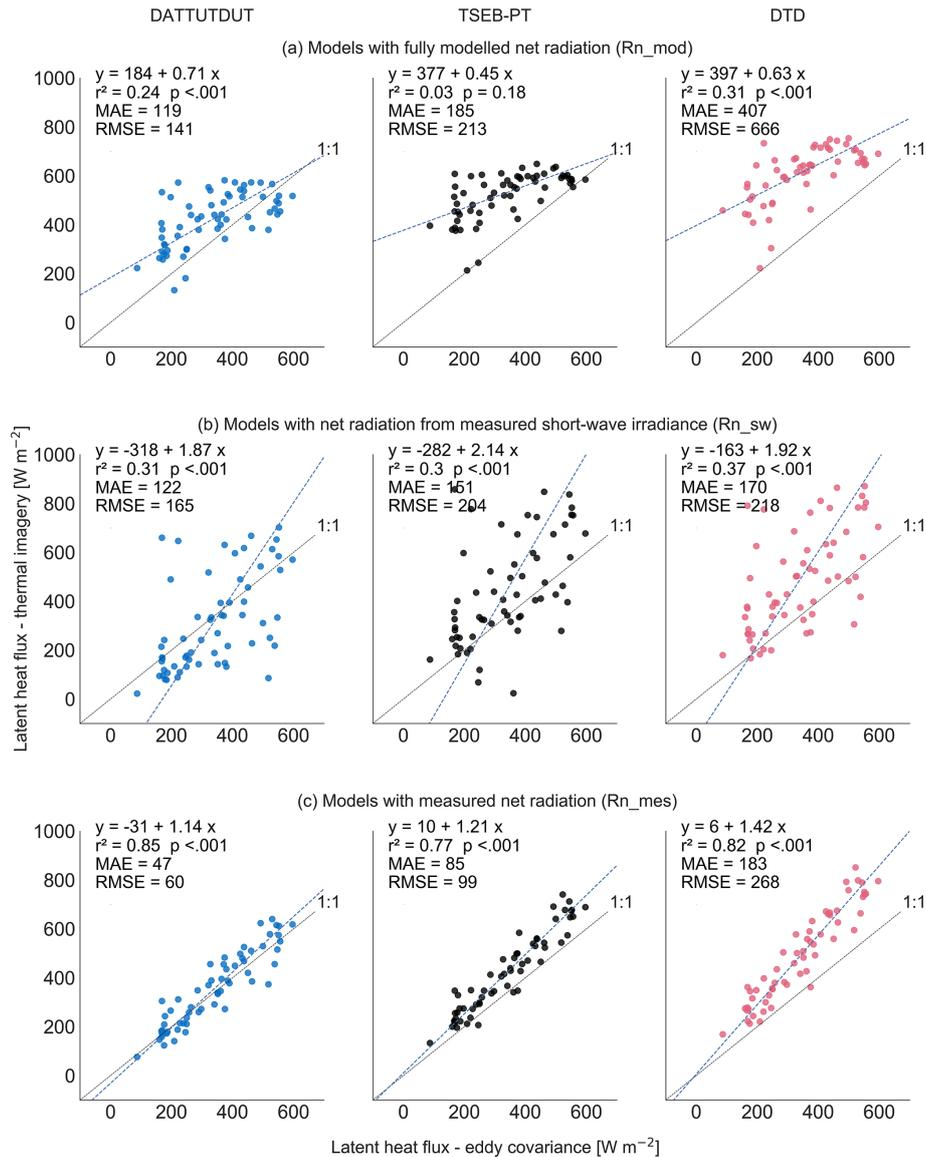 DATTUTDUT TSEB-PT DTD
(a) Models with fully modelled net radiation (Rn_mod)
y = 184 + 0.71 x
r² = 0.24 p <.001
MAE = 119
RMSE = 141
1:1
y = 377 + 0.45 x
r² = 0.03 p = 0.18
MAE = 185
RMSE = 213
1:1
y = 397 + 0.63 x
r² = 0.31 p <.001
MAE = 407
RMSE = 666
1:1
1000
800
600
400
200
0
0 200 400 600
0 200 400 600
0 200 400 600
Latent heat flux - thermal imagery [W m⁻²]
(b) Models with net radiation from measured short-wave irradiance (Rn_sw)
y = -318 + 1.87 x
r² = 0.31 p <.001
MAE = 122
RMSE = 165
1:1
y = -282 + 2.14 x
r² = 0.3 p <.001
MAE = 151
RMSE = 204
1:1
y = -163 + 1.92 x
r² = 0.37 p <.001
MAE = 170
RMSE = 218
1:1
1000
800
600
400
200
0
0 200 400 600
0 200 400 600
0 200 400 600
(c) Models with measured net radiation (Rn_mes)
y = -31 + 1.14 x
r² = 0.85 p <.001
MAE = 47
RMSE = 60
1:1
y = 10 + 1.21 x
r² = 0.77 p <.001
MAE = 85
RMSE = 99
1:1
y = 6 + 1.42 x
r² = 0.82 p <.001
MAE = 183
RMSE = 268
1:1
1000
800
600
400
200
0
0 200 400 600
0 200 400 600
0 200 400 600
Latent heat flux - eddy covariance [W m⁻²]